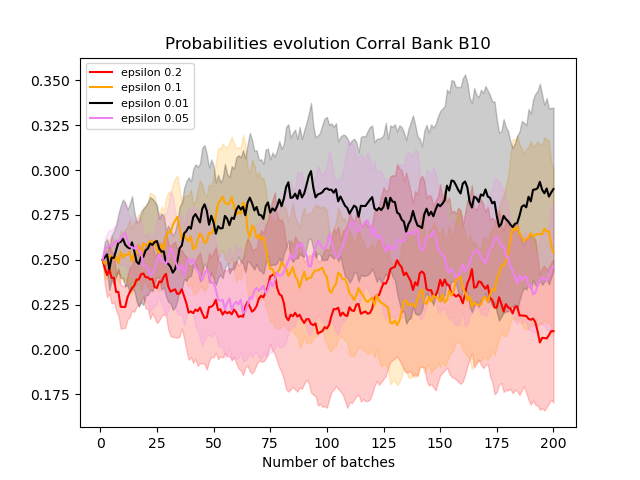 Probabilities evolution Corral Bank B10
epsilon 0.2
epsilon 0.1
epsilon 0.01
epsilon 0.05
0.350
0.325
0.300
0.275
0.250
0.225
0.200
0.175
0 25 50 75 100 125 150 175 200
Number of batches